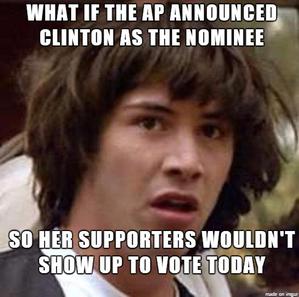 WHAT IF THE AP ANNOUNCED
CLINTON AS THE NOMINEE
SO HER SUPPORTERS WOULDN'T
SHOW UP TO VOTE TODAY
made on imgur